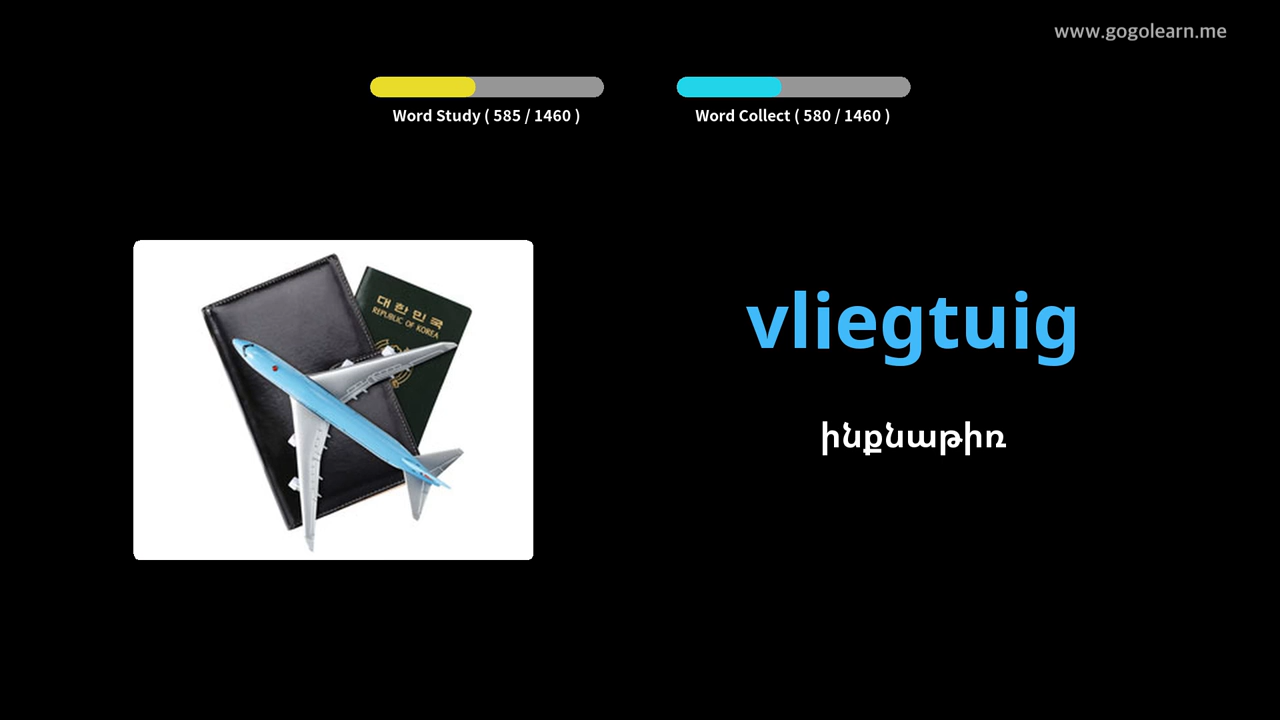 www.gogolearn.me
Word Study ( 585 / 1460 )
Word Collect ( 580 / 1460 )
대한민국
REPUBLIC OF KOREA
vliegtuig
ինքնաթիռ